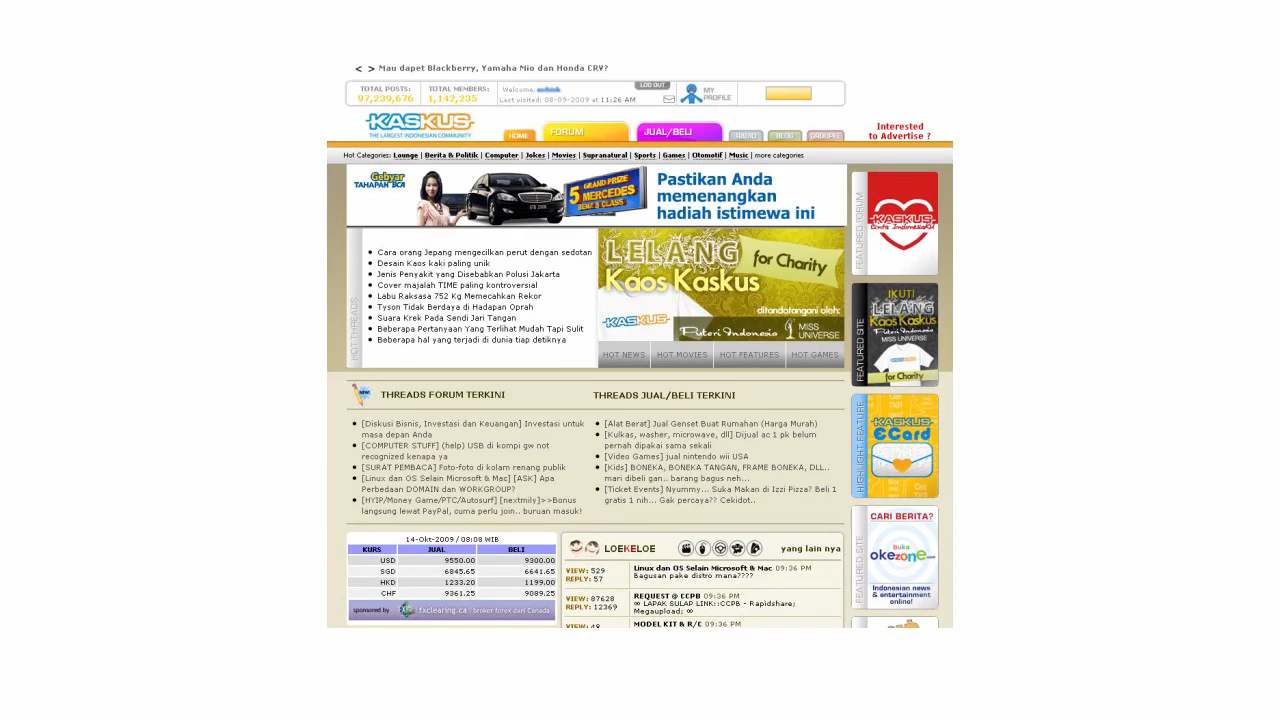 < > Mau dapet Blackberry, Yamaha Mio dan Honda CRV?
TOTAL POSTS:
97,239,676
TOTAL MEMBERS:
1,142,235
Welcome,
Last visited: 08-09-2009 at 11:26 AM
LOG OUT
MY PROFILE
KASKUS
THE LARGEST INDONESIAN COMMUNITY
HOME
FORUM
JUAL/BELI
RADIO
BLOG
GROUPEE
Interested
to Advertise ?
Hot Categories: Lounge | Berita & Politik | Computer | Jokes | Movies | Supranatural | Sports | Games | Otomotif | Music | more categories
Gebyar
TAHAPAN BCA
5 GRAND PRIZE
MERCEDES
BENZ S CLASS
Pastikan Anda
memenangkan
hadiah istimewa ini
HOT THREADS
Cara orang Jepang mengecilkan perut dengan sedotan
Desain Kaos kaki paling unik
Jenis Penyakit yang Disebabkan Polusi Jakarta
Cover majalah TIME paling kontroversial
Labu Raksasa 752 Kg Memecahkan Rekor
Tyson Tidak Berdaya di Hadapan Oprah
Suara Krek Pada Sendi Jari Tangan
Beberapa Pertanyaan Yang Terlihat Mudah Tapi Sulit
Beberapa hal yang terjadi di dunia tiap detiknya
LELANG
for Charity
Kaos Kaskus
ditandatangani oleh:
KASKUS
Puteri Indonesia
MISS
UNIVERSE
HOT NEWS
HOT MOVIES
HOT FEATURES
HOT GAMES
FEATURED FORUM
KASKUS
Cinta IndonesiaKu
FEATURED SITE
IKUTI
LELANG
Kaos Kaskus
MISS UNIVERSE
for Charity
HIGHLIGHT FEATURE
KASKUS
eCard
FEATURED SITE
CARI BERITA?
buka
okezone.com
Indonesian news
& entertainment
online!
THREADS FORUM TERKINI
[Diskusi Bisnis, Investasi dan Keuangan] Investasi untuk
masa depan Anda
[COMPUTER STUFF] (help) USB di kompi gw not
recognized kenapa ya
[SURAT PEMBACA] Foto-foto di kolam renang publik
[Linux dan OS Selain Microsoft & Mac] [ASK] Apa
Perbedaan DOMAIN dan WORKGROUP?
[HYIP/Money Game/PTC/Autosurf] [nextmily]>>Bonus
langsung lewat PayPal, cuma perlu join.. buruan masuk!
THREADS JUAL/BELI TERKINI
[Alat Berat] Jual Genset Buat Rumahan (Harga Murah)
[Kulkas, washer, microwave, dll] Dijual ac 1 pk belum
pernah dipakai sama sekali
[Video Games] jual nintendo wii USA
[Kids] BONEKA, BONEKA TANGAN, FRAME BONEKA, DLL..
mari dibeli gan.. barang bagus neh...
[Ticket Events] Nyummy... Suka Makan di Izzi Pizza? Beli 1
gratis 1 nih... Gak percaya?? Cekidot..
14-Okt-2009 / 08:08 WIB
KURS JUAL BELI
USD 9550.00 9300.00
SGD 6845.65 6641.65
HKD 1233.20 1199.00
CHF 9361.25 9089.25
sponsored by fxclearing.ca : broker forex dari Canada
LOEKELOE
yang lain nya
VIEW: 529
REPLY: 57
Linux dan OS Selain Microsoft & Mac 09:36 PM
Bagusan pake distro mana????
VIEW: 87628
REPLY: 12369
REQUEST @ CCPB 09:36 PM
∞ LAPAK SULAP LINK::CCPB - Rapidshare;
Megaupload; ∞
VIEW: 48
MODEL KIT & R/C 09:36 PM